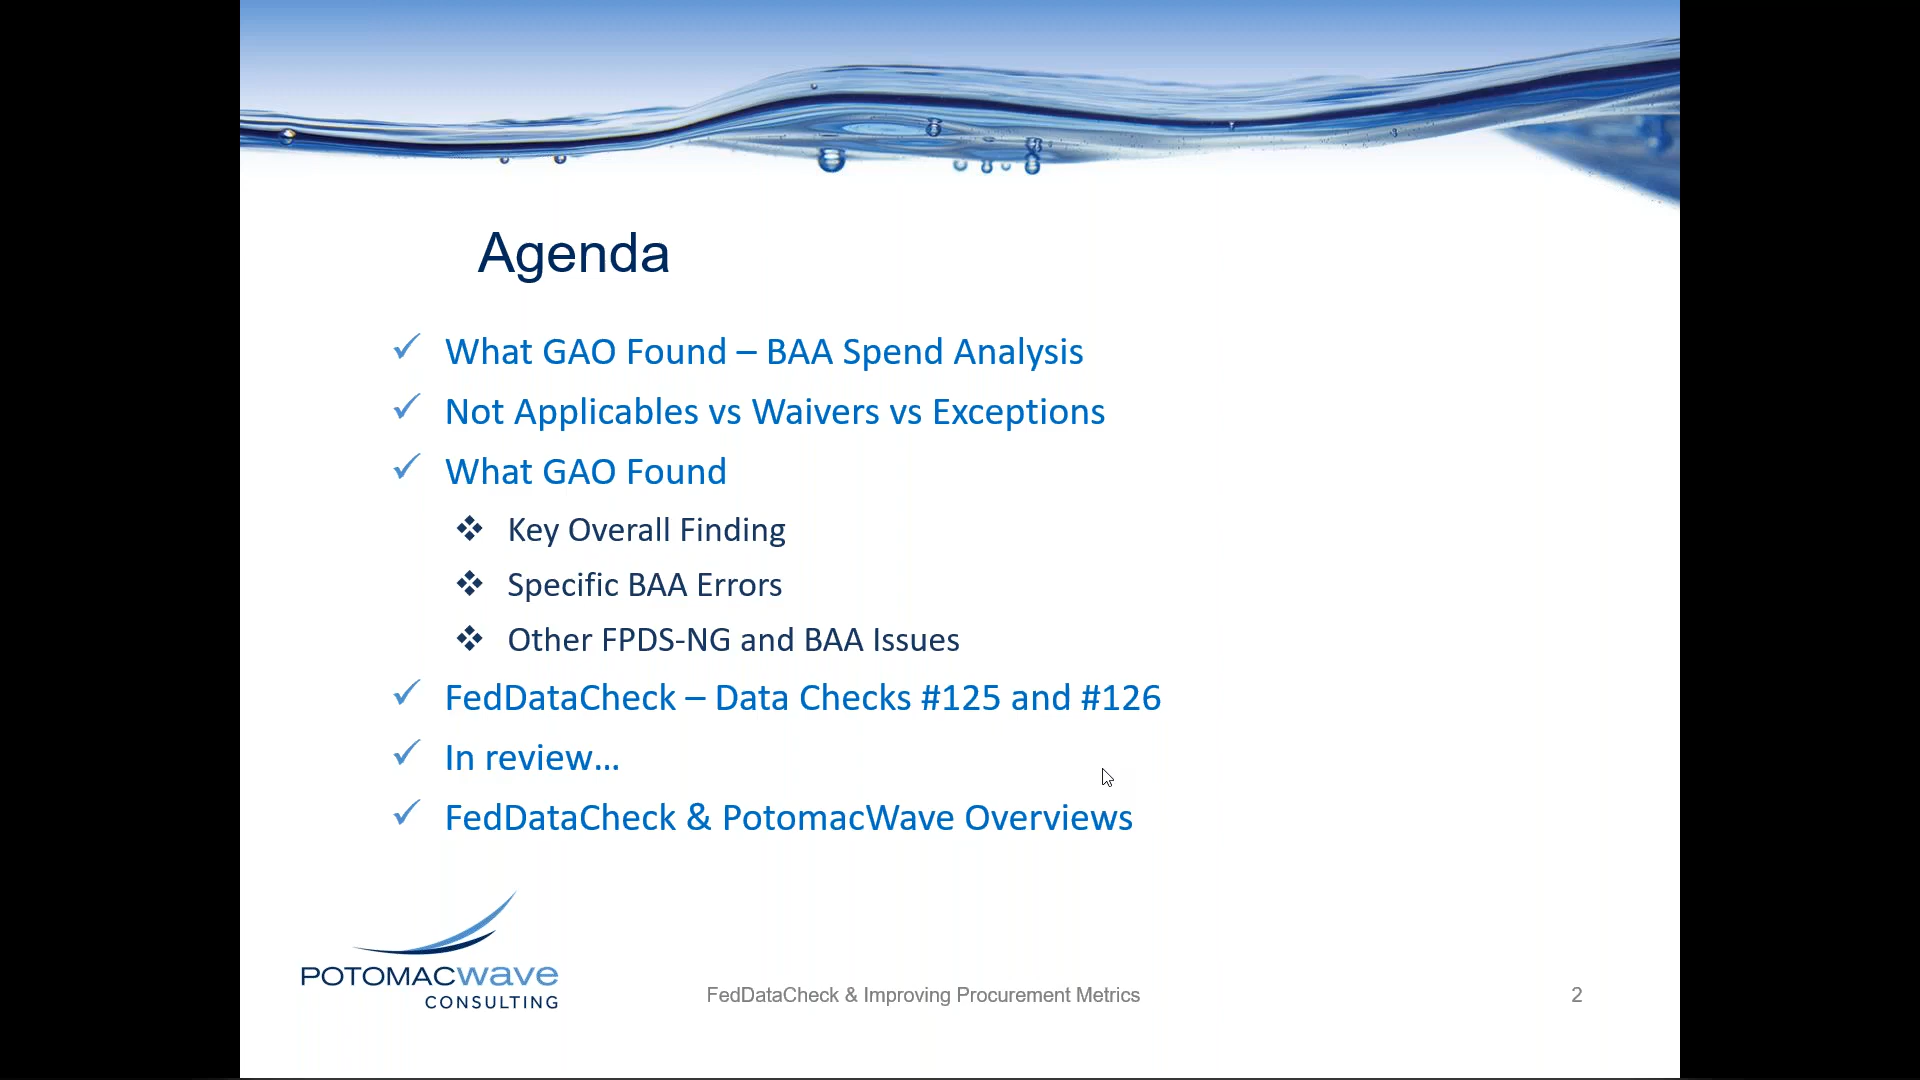 Agenda
What GAO Found – BAA Spend Analysis
Not Applicables vs Waivers vs Exceptions
What GAO Found
Key Overall Finding
Specific BAA Errors
Other FPDS-NG and BAA Issues
FedDataCheck – Data Checks #125 and #126
In review...
FedDataCheck & PotomacWave Overviews
POTOMACwave
CONSULTING
FedDataCheck & Improving Procurement Metrics
2